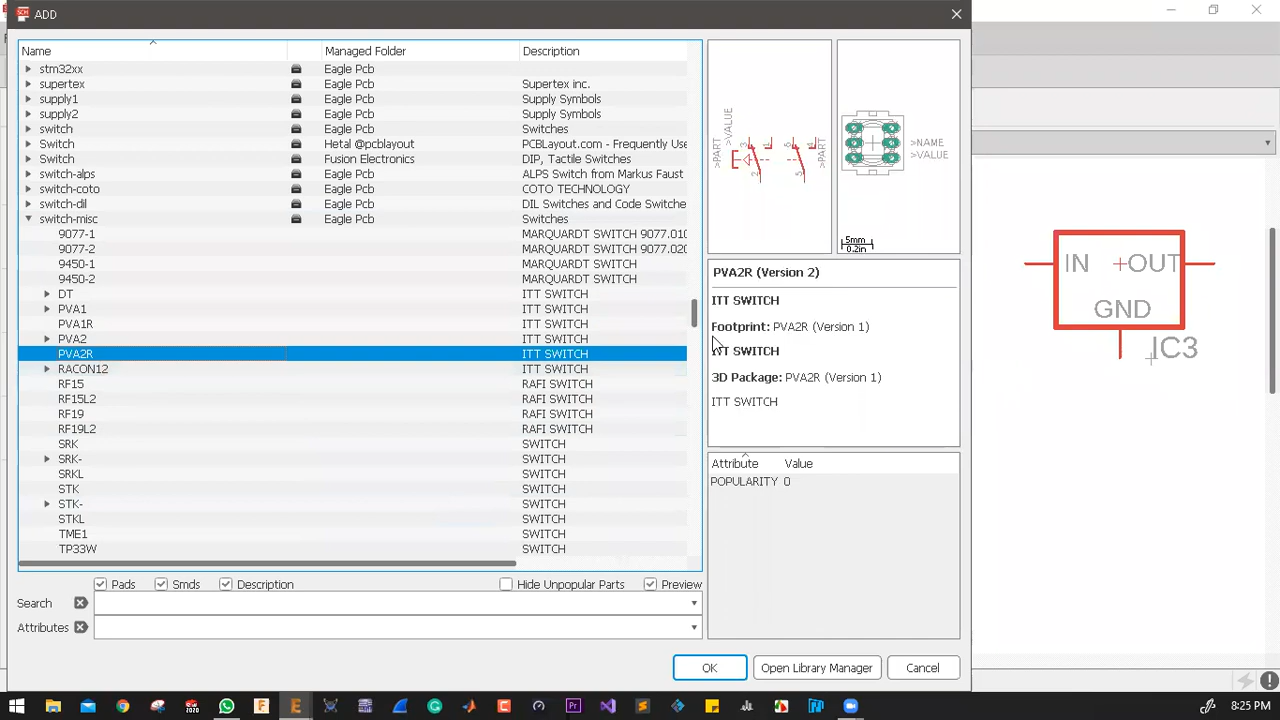 SCH ADD
Name Managed Folder Description
stm32xx Eagle Pcb
supertex Eagle Pcb Supertex inc.
supply1 Eagle Pcb Supply Symbols
supply2 Eagle Pcb Supply Symbols
switch Eagle Pcb Switches
Switch Hetal @pcblayout PCBLayout.com - Frequently Use
Switch Fusion Electronics DIP, Tactile Switches
switch-alps Eagle Pcb ALPS Switch from Markus Faust
switch-coto Eagle Pcb COTO TECHNOLOGY
switch-dil Eagle Pcb DIL Switches and Code Switche
switch-misc Eagle Pcb Switches
9077-1 MARQUARDT SWITCH 9077.010
9077-2 MARQUARDT SWITCH 9077.020
9450-1 MARQUARDT SWITCH
9450-2 MARQUARDT SWITCH
DT ITT SWITCH
PVA1 ITT SWITCH
PVA1R ITT SWITCH
PVA2 ITT SWITCH
PVA2R ITT SWITCH
RACON12 ITT SWITCH
RF15 RAFI SWITCH
RF15L2 RAFI SWITCH
RF19 RAFI SWITCH
RF19L2 RAFI SWITCH
SRK SWITCH
SRK- SWITCH
SRKL SWITCH
STK SWITCH
STK- SWITCH
STKL SWITCH
TME1 SWITCH
TP33W SWITCH
Pads Smds Description Hide Unpopular Parts Preview
Search
Attributes
>PART
>VALUE
>PART
>NAME
>VALUE
5mm
0.2in
PVA2R (Version 2)
ITT SWITCH
Footprint: PVA2R (Version 1)
ITT SWITCH
3D Package: PVA2R (Version 1)
ITT SWITCH
Attribute Value
POPULARITY 0
OK Open Library Manager Cancel
IN +OUT
GND
IC3
8:25 PM